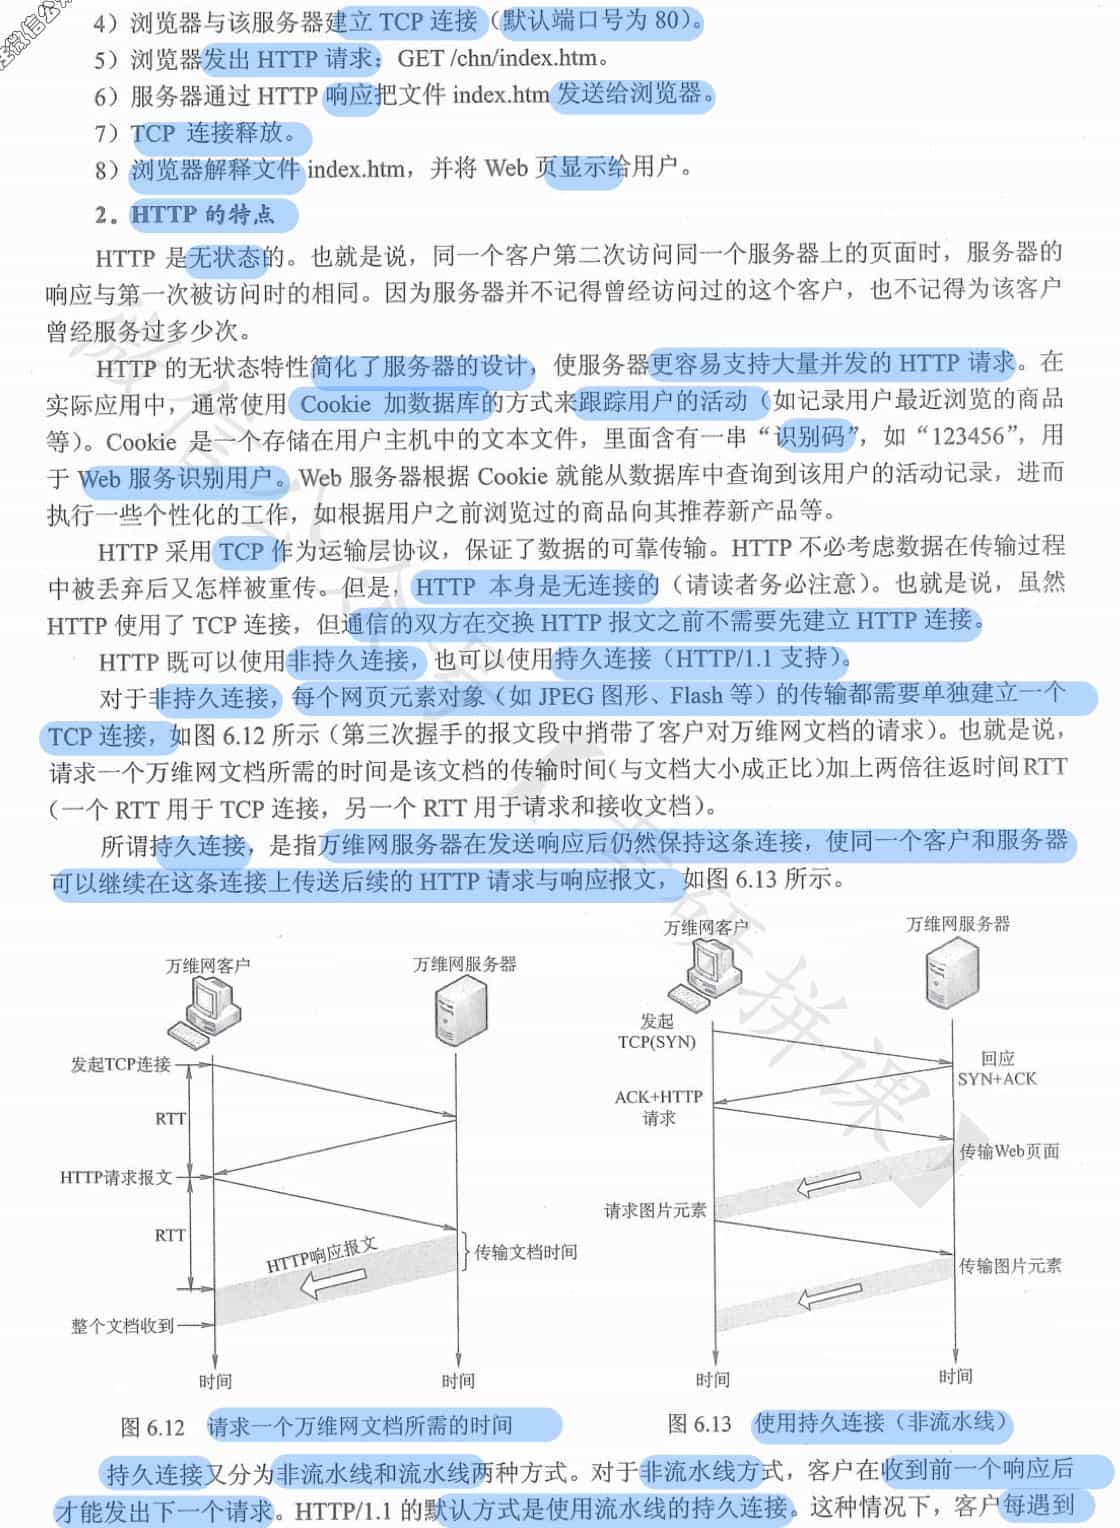 注微信公众
4）浏览器与该服务器建立 TCP 连接（默认端口号为 80）。
5）浏览器发出 HTTP 请求：GET /chn/index.htm。
6）服务器通过 HTTP 响应把文件 index.htm 发送给浏览器。
7）TCP 连接释放。
8）浏览器解释文件 index.htm，并将 Web 页显示给用户。
2。HTTP 的特点
HTTP 是无状态的。也就是说，同一个客户第二次访问同一个服务器上的页面时，服务器的
响应与第一次被访问时的相同。因为服务器并不记得曾经访问过的这个客户，也不记得为该客户
曾经服务过多少次。
HTTP 的无状态特性简化了服务器的设计，使服务器更容易支持大量并发的 HTTP 请求。在
实际应用中，通常使用 Cookie 加数据库的方式来跟踪用户的活动（如记录用户最近浏览的商品
等）。Cookie 是一个存储在用户主机中的文本文件，里面含有一串“识别码”，如“123456”，用
于 Web 服务识别用户。Web 服务器根据 Cookie 就能从数据库中查询到该用户的活动记录，进而
执行一些个性化的工作，如根据用户之前浏览过的商品向其推荐新产品等。
HTTP 采用 TCP 作为运输层协议，保证了数据的可靠传输。HTTP 不必考虑数据在传输过程
中被丢弃后又怎样被重传。但是，HTTP 本身是无连接的（请读者务必注意）。也就是说，虽然
HTTP 使用了 TCP 连接，但通信的双方在交换 HTTP 报文之前不需要先建立 HTTP 连接。
HTTP 既可以使用非持久连接，也可以使用持久连接（HTTP/1.1 支持）。
对于非持久连接，每个网页元素对象（如 JPEG 图形、Flash 等）的传输都需要单独建立一个
TCP 连接，如图 6.12 所示（第三次握手的报文段中捎带了客户对万维网文档的请求）。也就是说，
请求一个万维网文档所需的时间是该文档的传输时间（与文档大小成正比）加上两倍往返时间 RTT
（一个 RTT 用于 TCP 连接，另一个 RTT 用于请求和接收文档）。
所谓持久连接，是指万维网服务器在发送响应后仍然保持这条连接，使同一个客户和服务器
可以继续在这条连接上传送后续的 HTTP 请求与响应报文，如图 6.13 所示。
万维网客户
万维网服务器
发起TCP连接
RTT
HTTP请求报文
RTT
HTTP响应报文
传输文档时间
整个文档收到
时间
时间
图 6.12 请求一个万维网文档所需的时间
万维网客户
万维网服务器
发起
TCP(SYN)
回应
SYN+ACK
ACK+HTTP
请求
传输Web页面
请求图片元素
传输图片元素
时间
时间
图 6.13 使用持久连接（非流水线）
持久连接又分为非流水线和流水线两种方式。对于非流水线方式，客户在收到前一个响应后
才能发出下一个请求。HTTP/1.1 的默认方式是使用流水线的持久连接。这种情况下，客户每遇到
微信公众号【考研拼课】